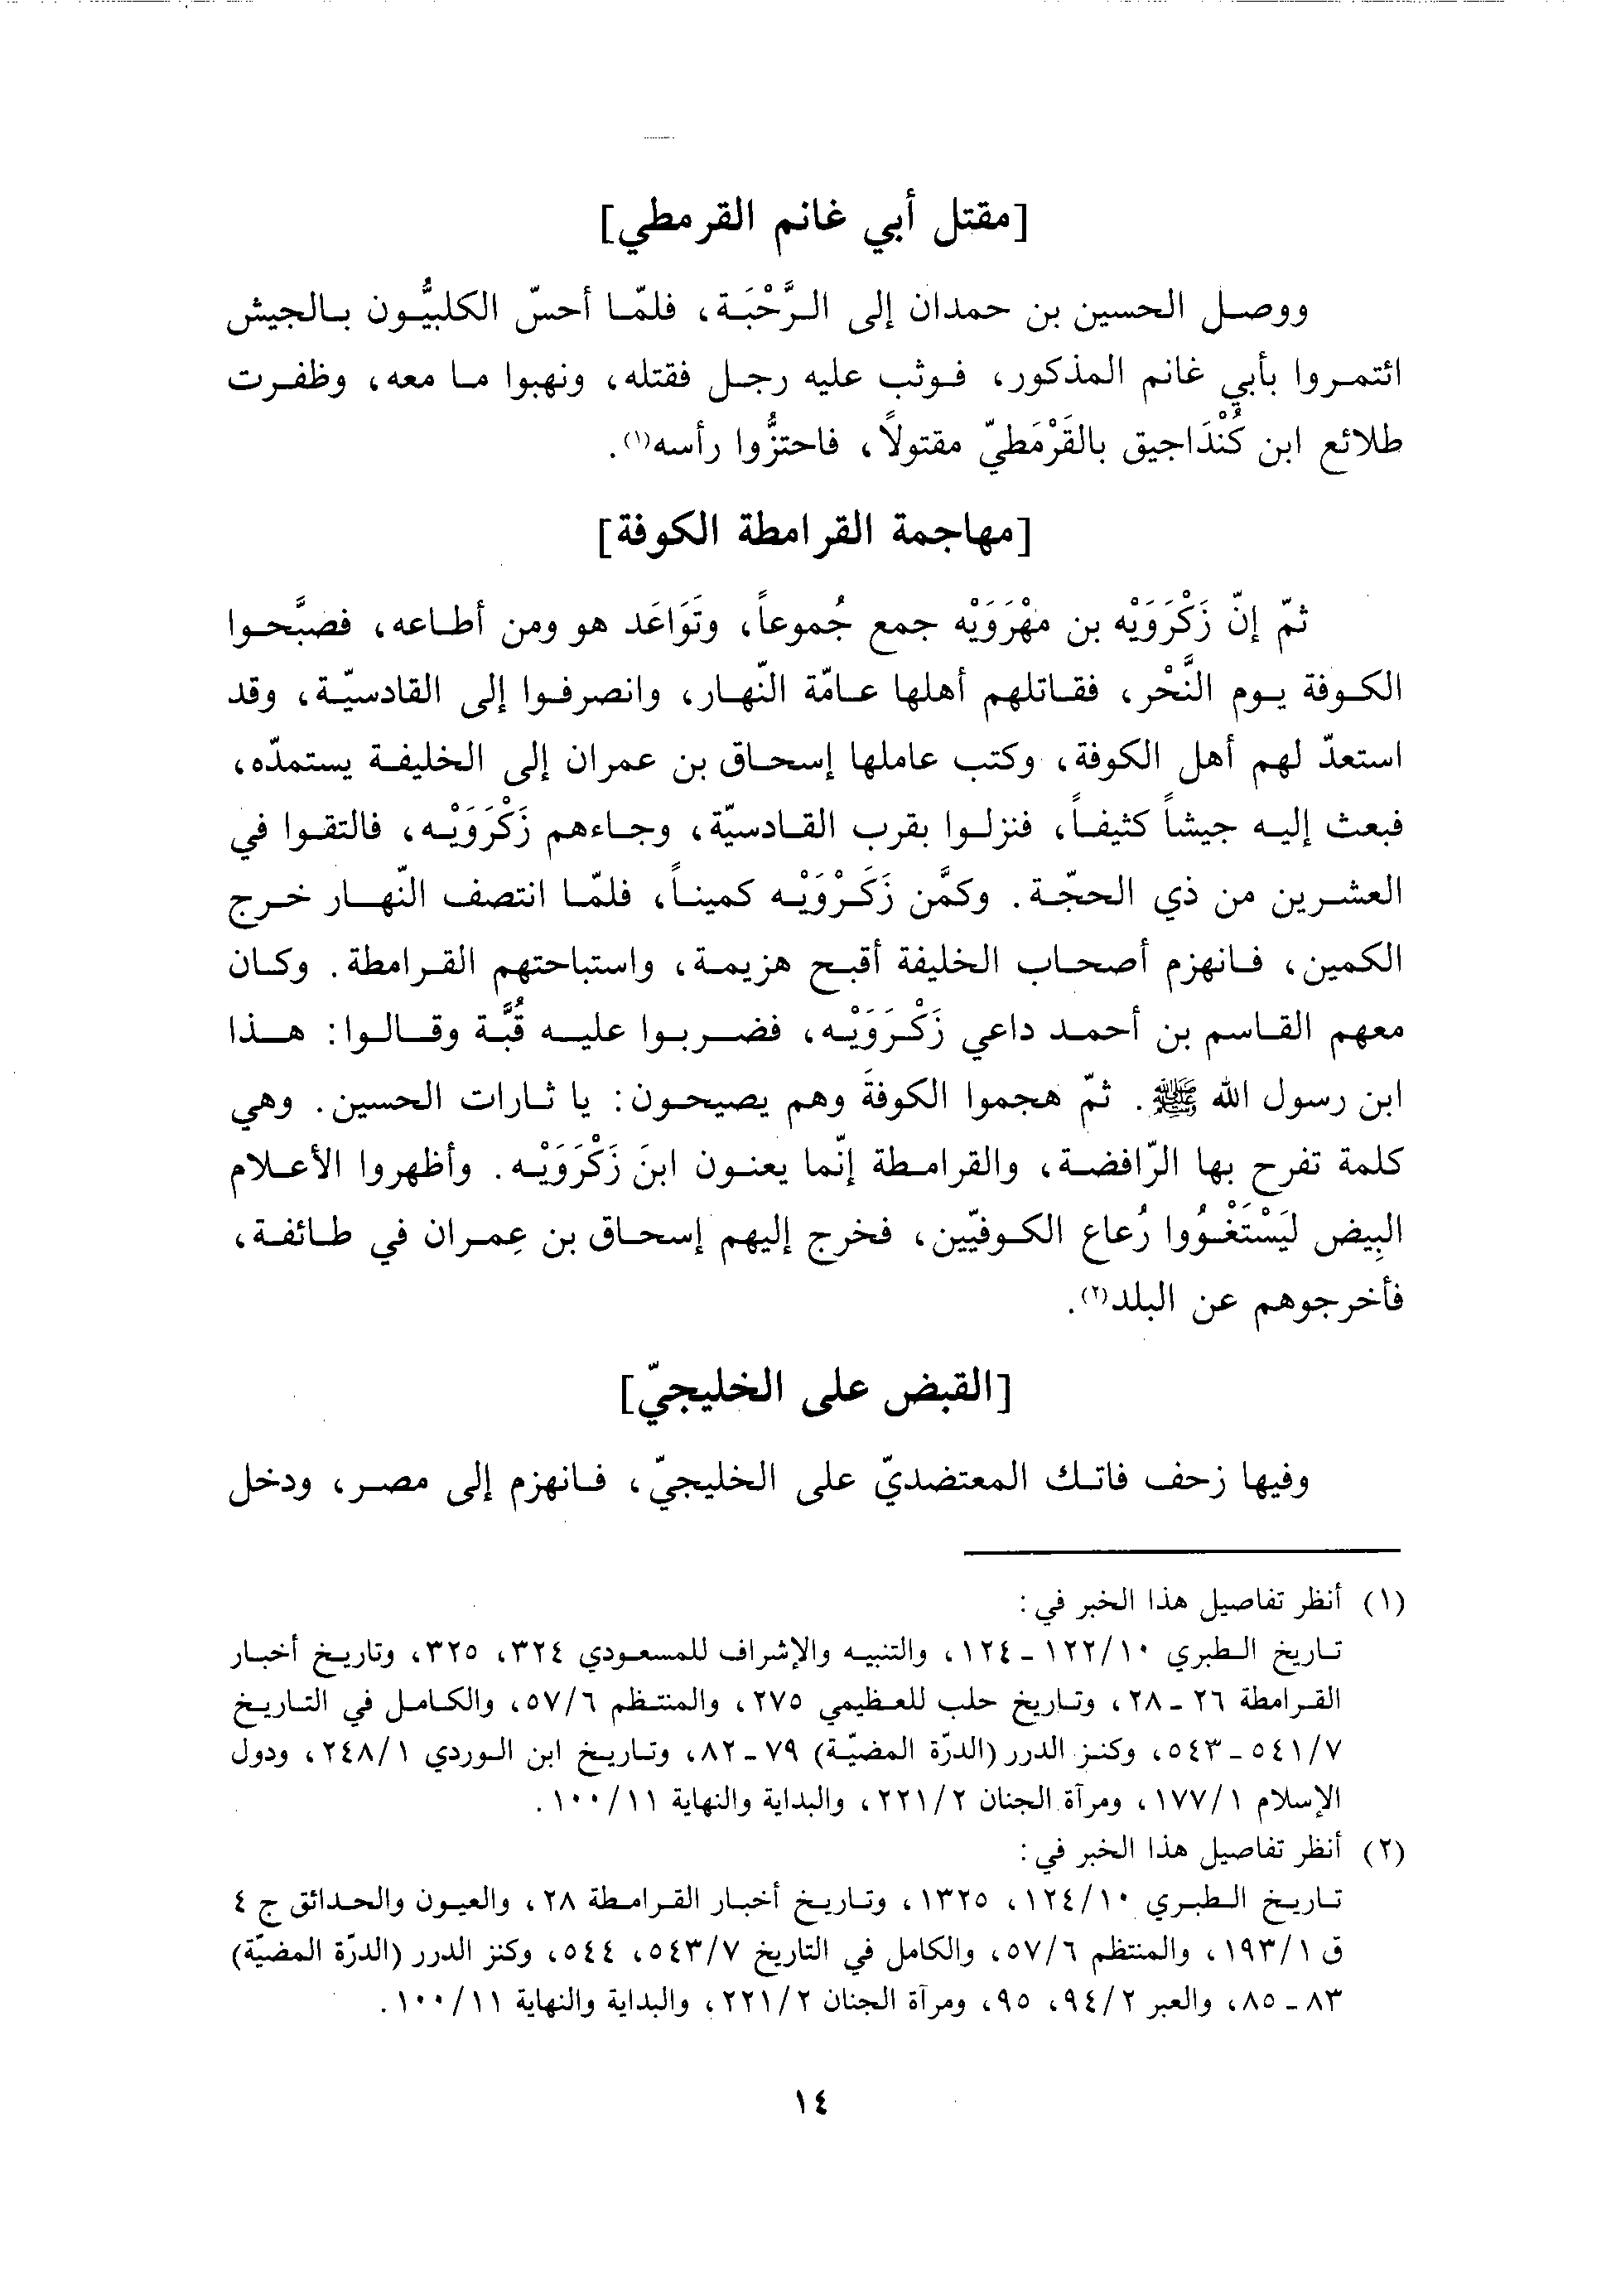 [مقتل أبي غانم القرمطي]
ووصل الحسين بن حمدان إلى الرَّحْبَة، فلمّا أحسّ الكلبيُّون بالجيش
ائتمروا بأبي غانم المذكور، فوثب عليه رجل فقتله، ونهبوا ما معه، وظفرت
طلائع ابن كُنْدَاجيق بالقَرْمَطيّ مقتولاً، فاحتزُّوا رأسه(١).
[مهاجمة القرامطة الكوفة]
ثمّ إنّ زَكْرَوَيْه بن مهْرَوَيْه جمع جُموعاً، وتَوَاعَد هو ومن أطاعه، فصبَّحوا
الكوفة يوم النَّحْر، فقاتلهم أهلها عامّة النّهار، وانصرفوا إلى القادسيّة، وقد
استعدّ لهم أهل الكوفة، وكتب عاملها إسحاق بن عمران إلى الخليفة يستمدّه،
فبعث إليه جيشاً كثيفاً، فنزلوا بقرب القادسيّة، وجاءهم زَكْرَوَيْه، فالتقوا في
العشرين من ذي الحجّة. وكمَّن زَكَرْوَيْه كميناً، فلمّا انتصف النّهار خرج
الكمين، فانهزم أصحاب الخليفة أقبح هزيمة، واستباحتهم القرامطة. وكان
معهم القاسم بن أحمد داعي زَكْرَوَيْه، فضربوا عليه قُبَّة وقالوا: هذا
ابن رسول الله ﷺ. ثمّ هجموا الكوفةَ وهم يصيحون: يا ثارات الحسين. وهي
كلمة تفرح بها الرّافضة، والقرامطة إنّما يعنون ابنَ زَكْرَوَيْه. وأظهروا الأعلام
البِيض ليَسْتَغْوُوا رُعاع الكوفيّين، فخرج إليهم إسحاق بن عِمران في طائفة،
فأخرجوهم عن البلد(٢).
[القبض على الخليجيّ]
وفيها زحف فاتك المعتضديّ على الخليجيّ، فانهزم إلى مصر، ودخل
(١) أنظر تفاصيل هذا الخبر في:
تاريخ الطبري ١٢٢/١٠ ـ ١٢٤، والتنبيه والإشراف للمسعودي ٣٢٤، ٣٢٥، وتاريخ أخبار
القرامطة ٢٦ ـ ٢٨، وتاريخ حلب للعظيمي ٢٧٥، والمنتظم ٥٧/٦، والكامل في التاريخ
٥٤١/٧ ـ ٥٤٣، وكنز الدرر (الدرّة المضيّة) ٧٩ ـ ٨٢، وتاريخ ابن الوردي ٢٤٨/١، ودول
الإسلام ١٧٧/١، ومرآة الجنان ٢٢١/٢، والبداية والنهاية ١٠٠/١١.
(٢) أنظر تفاصيل هذا الخبر في:
تاريخ الطبري ١٢٤/١٠، ١٣٢٥، وتاريخ أخبار القرامطة ٢٨، والعيون والحدائق ج ٤
ق ١٩٣/١، والمنتظم ٥٧/٦، والكامل في التاريخ ٥٤٣/٧، ٥٤٤، وكنز الدرر (الدرّة المضيّة)
٨٣ ـ ٨٥، والعبر ٩٤/٢، ٩٥، ومرآة الجنان ٢٢١/٢، والبداية والنهاية ١٠٠/١١.
١٤